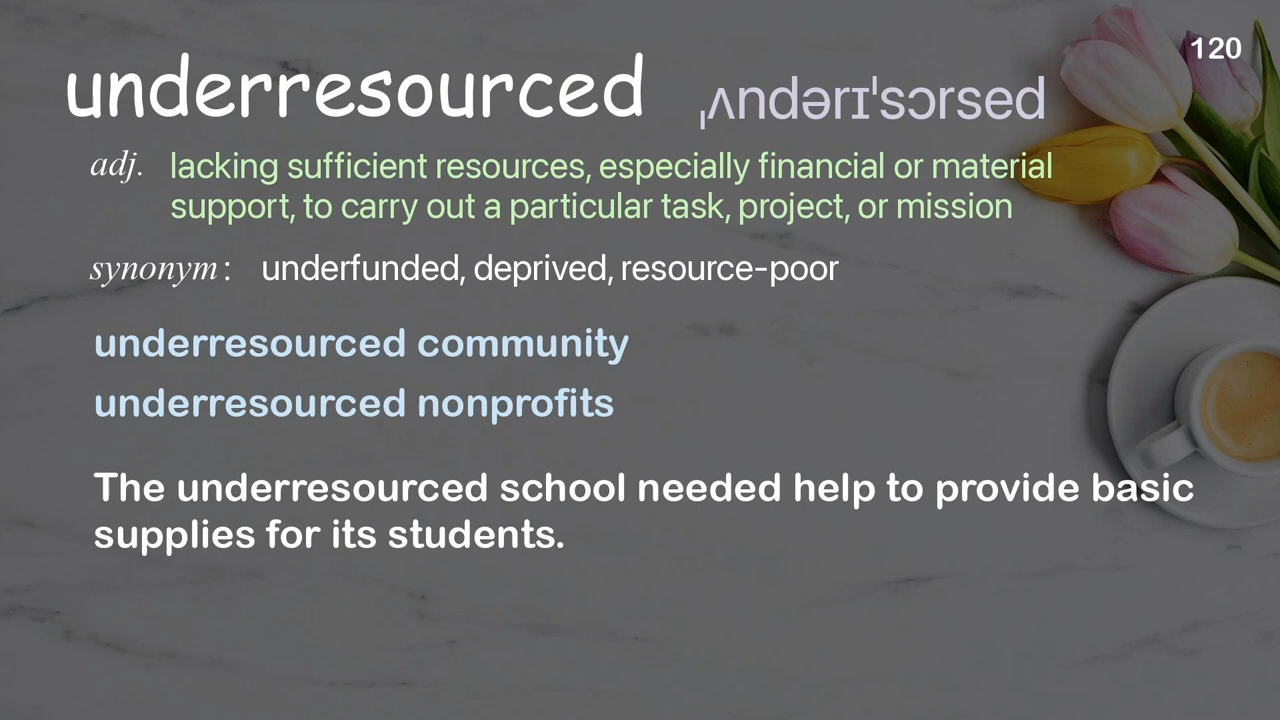 120
underresourced ˌʌndərɪˈsɔrsed
adj. lacking sufficient resources, especially financial or material
support, to carry out a particular task, project, or mission
synonym : underfunded, deprived, resource-poor
underresourced community
underresourced nonprofits
The underresourced school needed help to provide basic
supplies for its students.